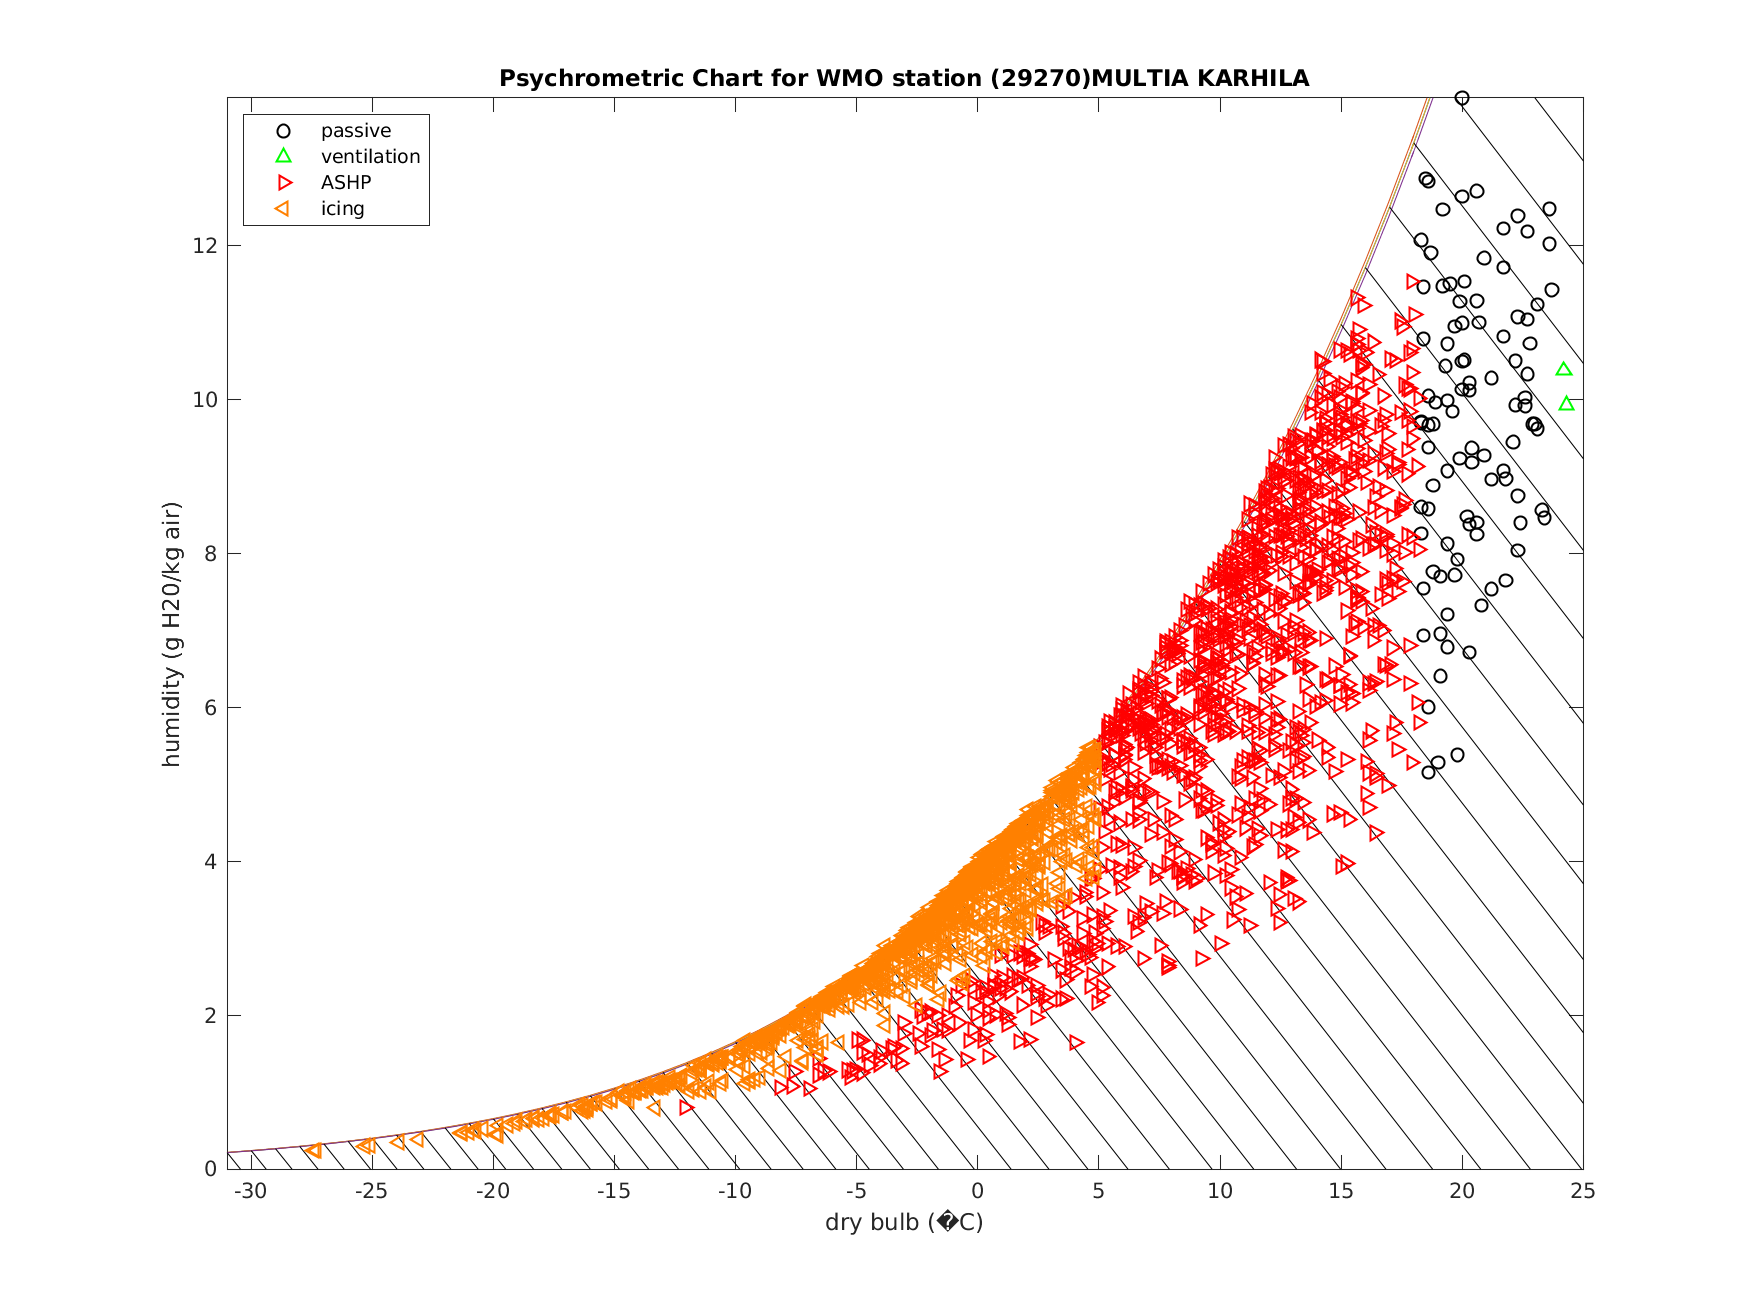 Psychrometric Chart for WMO station (29270)MULTIA KARHILA
passive
ventilation
ASHP
icing
humidity (g H20/kg air)
12
10
8
6
4
2
0
-30 -25 -20 -15 -10 -5 0 5 10 15 20 25
dry bulb (�C)